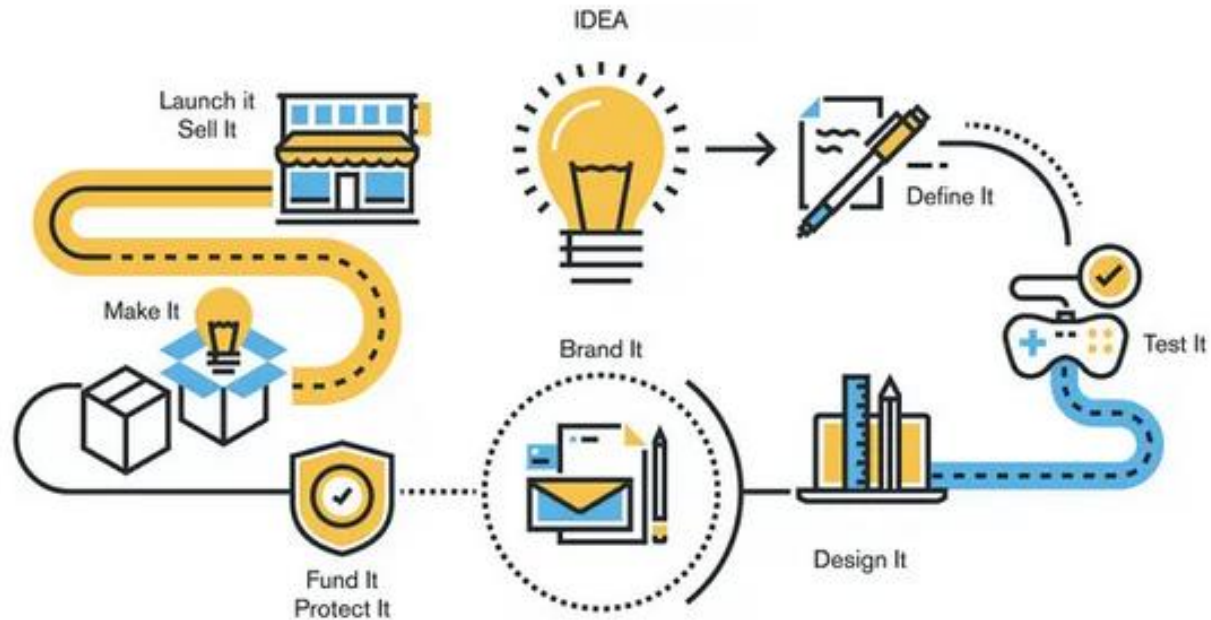 IDEA
Define It
Test It
Design It
Brand It
Fund It
Protect It
Make It
Launch it
Sell It